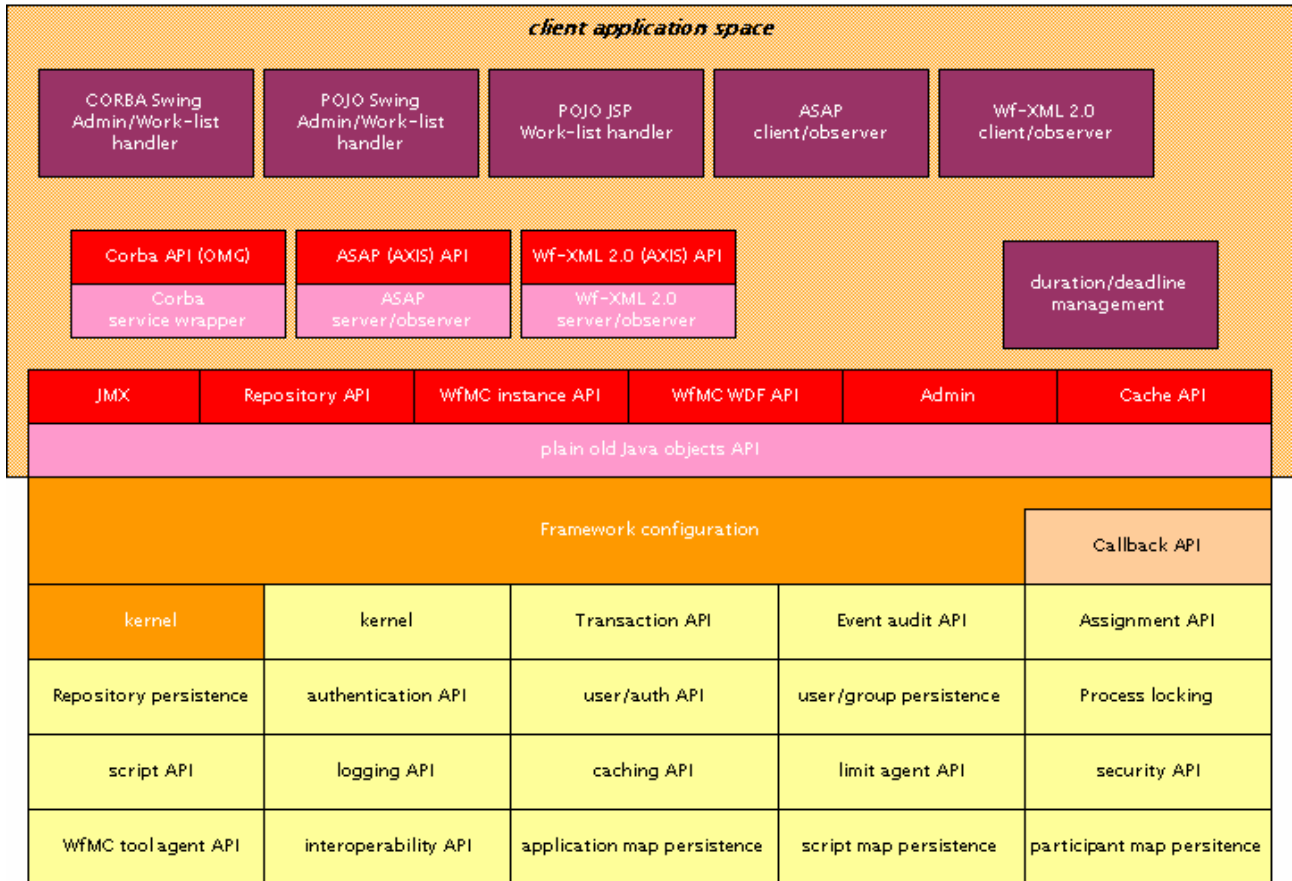 client application space
CORBA Swing
Admin/Work-list
handler
POJO Swing
Admin/Work-list
handler
POJO JSP
Work-list handler
ASAP
client/observer
Wf-XML 2.0
client/observer
Corba API (OMG)
ASAP (AXIS) API
Wf-XML 2.0 (AXIS) API
Corba
service wrapper
ASAP
server/observer
Wf-XML 2.0
server/observer
duration/deadline
management
JMX
Repository API
WfMC instance API
WfMC WDF API
Admin
Cache API
plain old Java objects API
Framework configuration
Callback API
kernel
kernel
Transaction API
Event audit API
Assignment API
Repository persistence
authentication API
user/auth API
user/group persistence
Process locking
script API
logging API
caching API
limit agent API
security API
WfMC tool agent API
interoperability API
application map persistence
script map persistence
participant map persitence